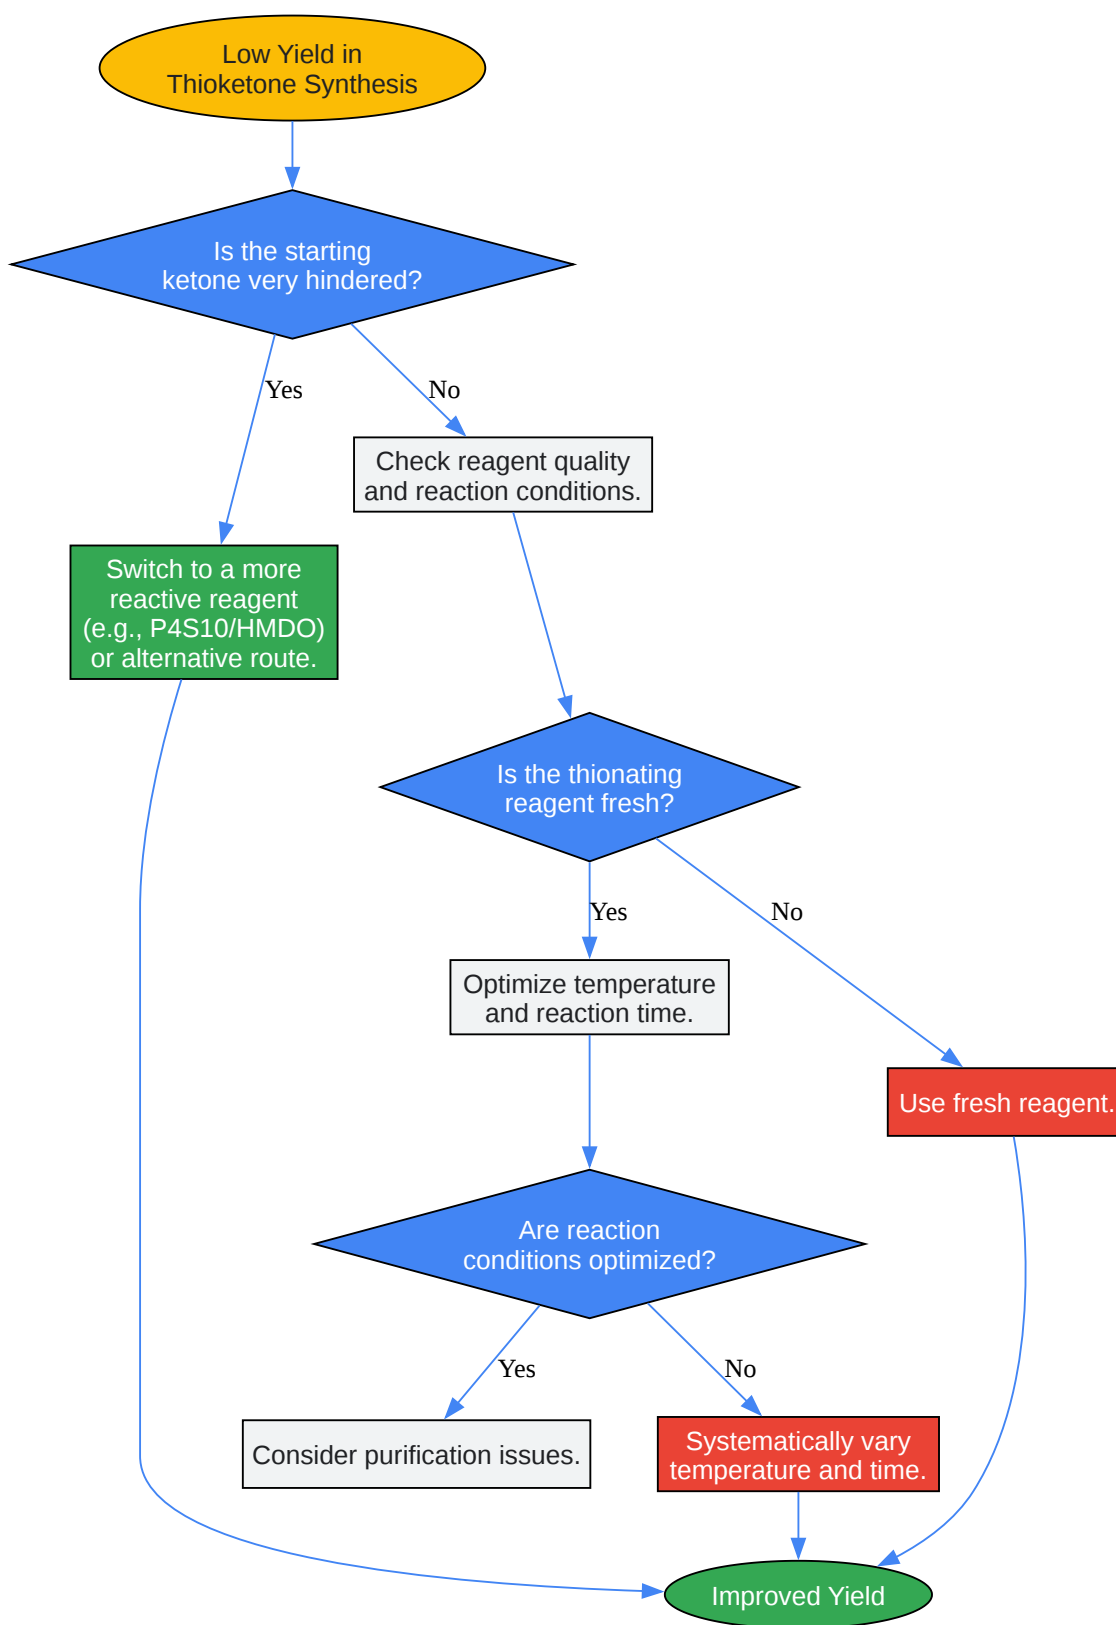 Low Yield in
Thioketone Synthesis
Is the starting
ketone very hindered?
Yes
No
Check reagent quality
and reaction conditions.
Switch to a more
reactive reagent
(e.g., P4S10/HMDO)
or alternative route.
Is the thionating
reagent fresh?
Yes
No
Optimize temperature
and reaction time.
Use fresh reagent.
Are reaction
conditions optimized?
Yes
No
Consider purification issues.
Systematically vary
temperature and time.
Improved Yield